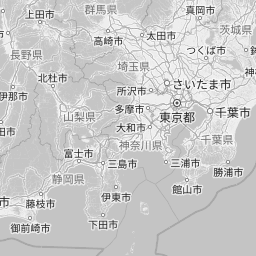 群馬県
真岡市
上田市
高崎市
太田市
茨城県
つくば市
長野県
埼玉県
北杜市
所沢市
さいたま市
伊那市
多摩市
千葉市
山梨県
東京都
大和市
千葉県
神奈川県
富士市
三島市
三浦市
勝浦市
静岡県
館山市
伊東市
藤枝市
下田市
御前崎市